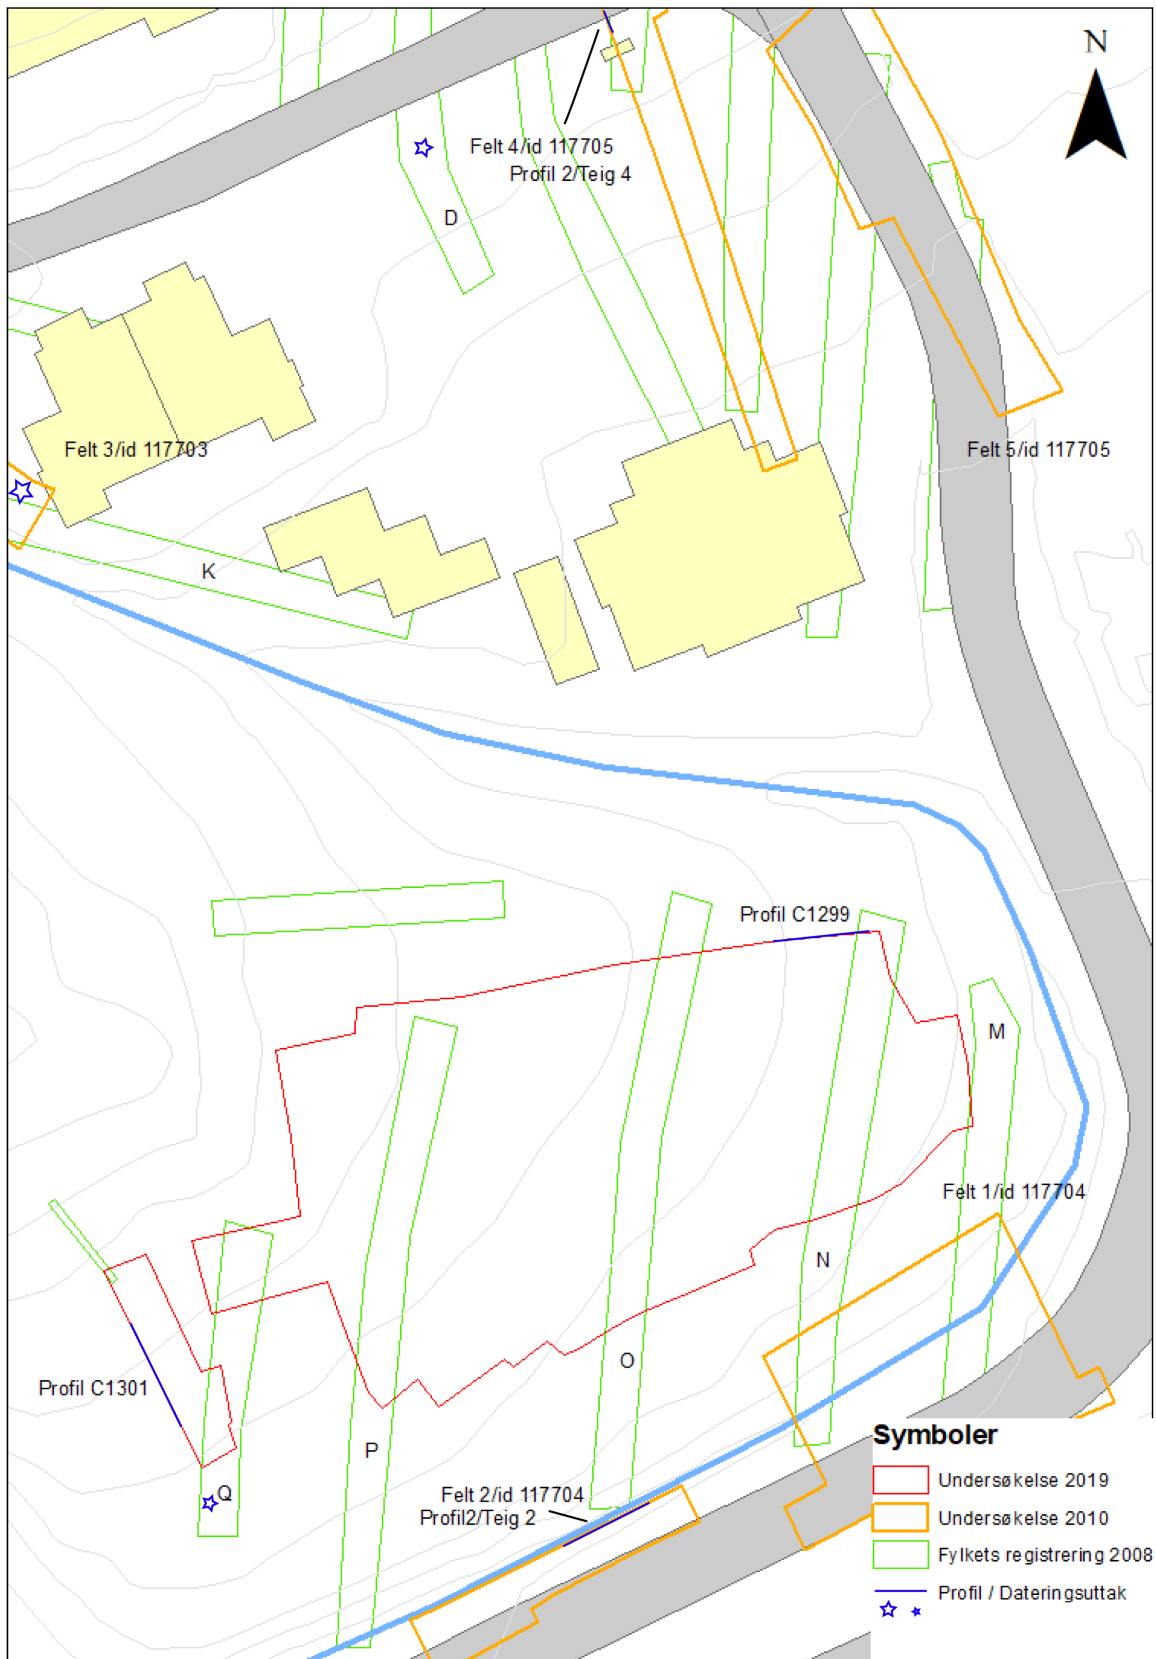 N
Felt 4/id 117705
Profil 2/Teig 4
D
Felt 3/id 117703
Felt 5/id 117705
K
Profil C1299
M
Felt 1/id 117704
N
O
Profil C1301
P
Q
Felt 2/id 117704
Profil2/Teig 2
Symboler
Undersøkelse 2019
Undersøkelse 2010
Fylkets registrering 2008
Profil / Dateringsuttak